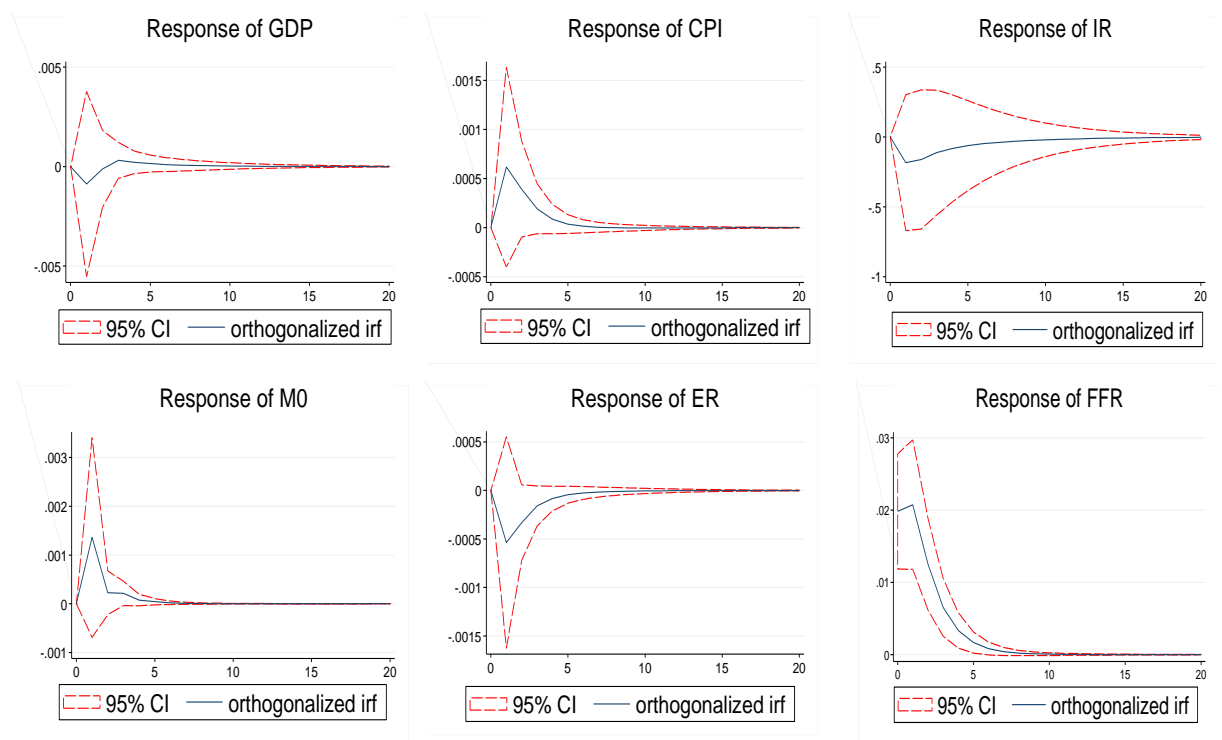 Response of GDP
.005
0
-.005
0 5 10 15 20
95% CI orthogonalized irf
Response of CPI
.0015
.001
.0005
0
-.0005
0 5 10 15 20
95% CI orthogonalized irf
Response of IR
.5
0
-.5
-1
0 5 10 15 20
95% CI orthogonalized irf
Response of M0
.003
.002
.001
0
-.001
0 5 10 15 20
95% CI orthogonalized irf
Response of ER
.0005
0
-.0005
-.001
-.0015
0 5 10 15 20
95% CI orthogonalized irf
Response of FFR
.03
.02
.01
0
0 5 10 15 20
95% CI orthogonalized irf